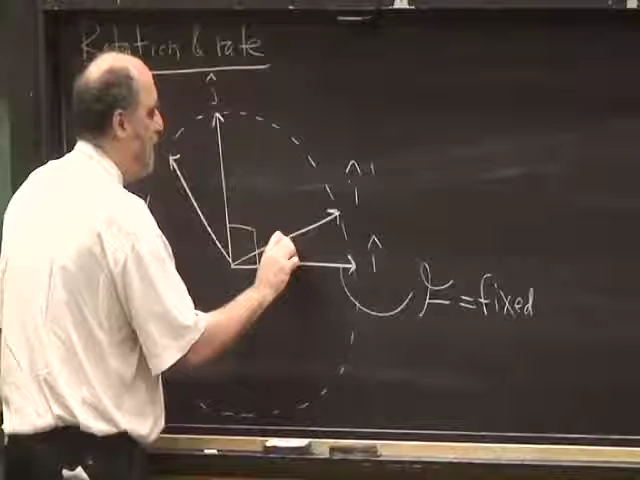 Rotation & rate
ĵ
î'
î
𝓕 = fixed